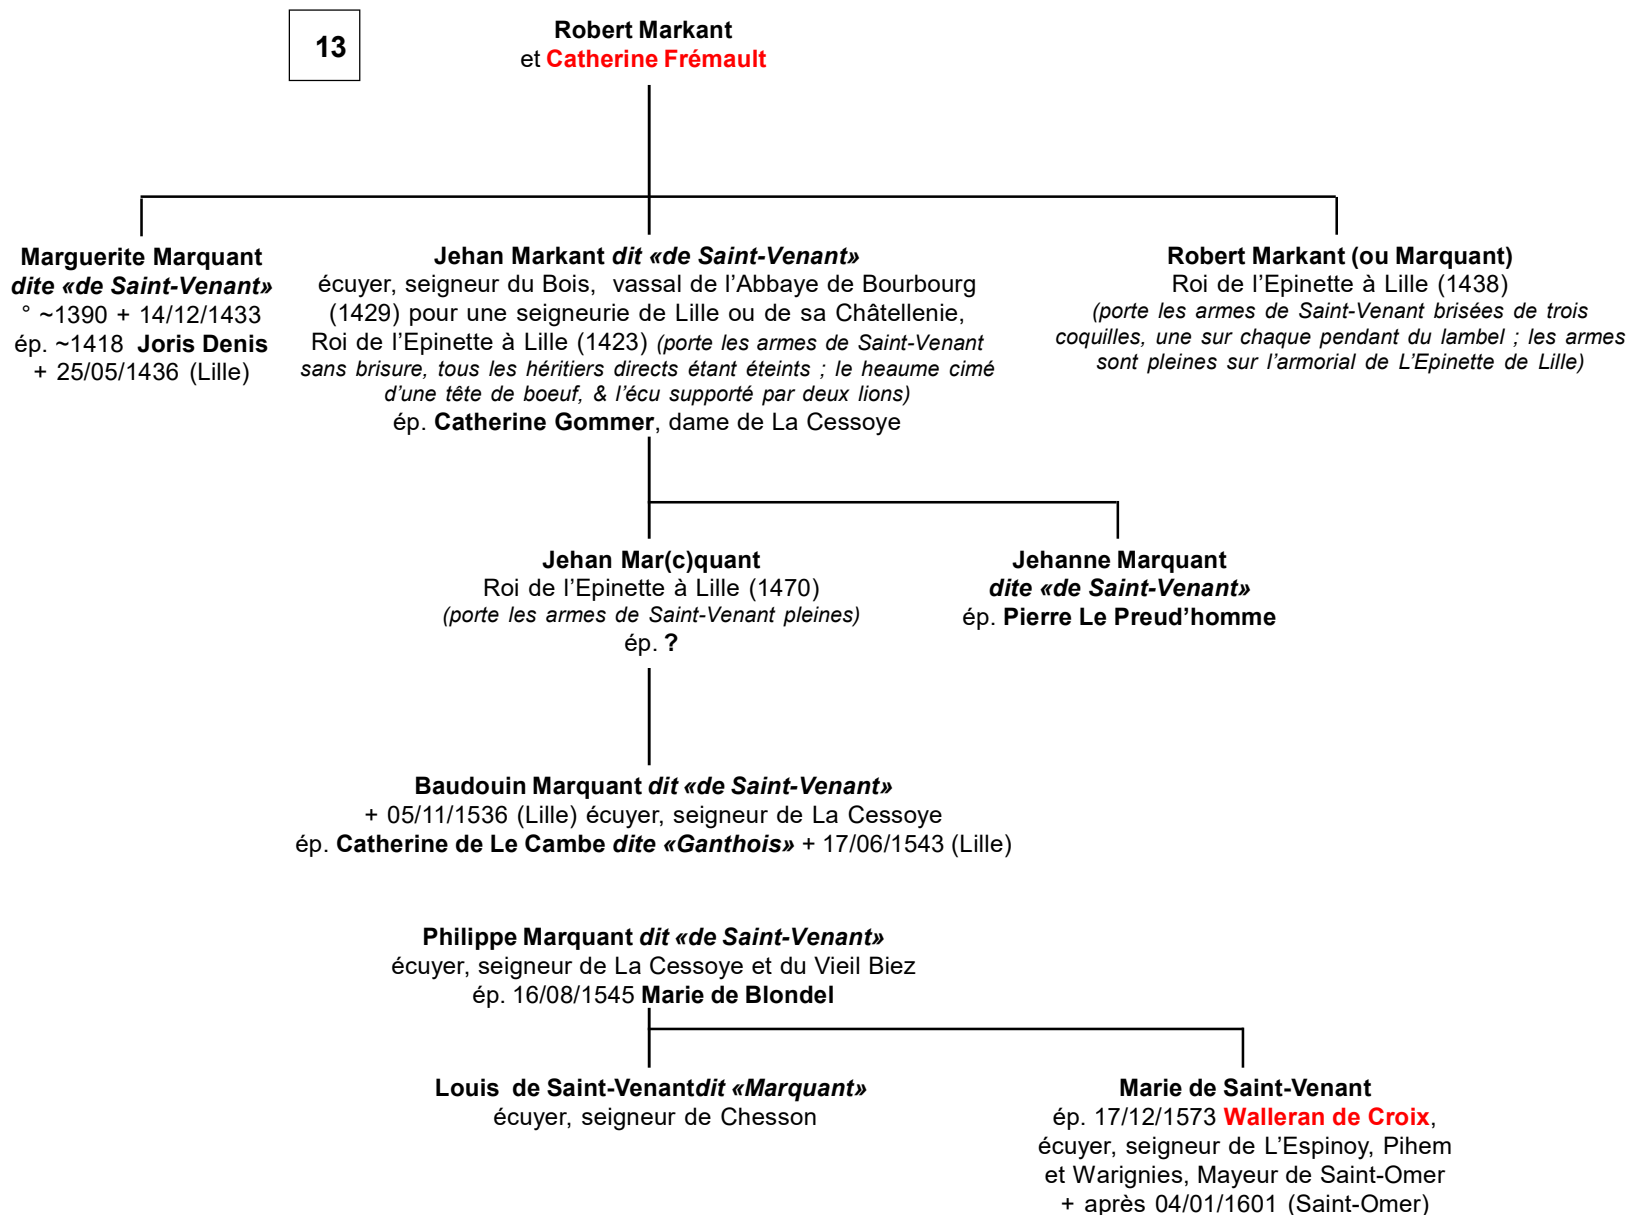 13
Robert Markant
et Catherine Frémault
Marguerite Marquant
dite «de Saint-Venant»
° ~1390 + 14/12/1433
ép. ~1418 Joris Denis
+ 25/05/1436 (Lille)
Jehan Markant dit «de Saint-Venant»
écuyer, seigneur du Bois, vassal de l'Abbaye de Bourbourg
(1429) pour une seigneurie de Lille ou de sa Châtellenie,
Roi de l'Epinette à Lille (1423) (porte les armes de Saint-Venant
sans brisure, tous les héritiers directs étant éteints ; le heaume cimé
d'une tête de boeuf, & l'écu supporté par deux lions)
ép. Catherine Gommer, dame de La Cessoye
Robert Markant (ou Marquant)
Roi de l'Epinette à Lille (1438)
(porte les armes de Saint-Venant brisées de trois
coquilles, une sur chaque pendant du lambel ; les armes
sont pleines sur l'armorial de L'Epinette de Lille)
Jehan Mar(c)quant
Roi de l'Epinette à Lille (1470)
(porte les armes de Saint-Venant pleines)
ép. ?
Jehanne Marquant
dite «de Saint-Venant»
ép. Pierre Le Preud'homme
Baudouin Marquant dit «de Saint-Venant»
+ 05/11/1536 (Lille) écuyer, seigneur de La Cessoye
ép. Catherine de Le Cambe dite «Ganthois» + 17/06/1543 (Lille)
Philippe Marquant dit «de Saint-Venant»
écuyer, seigneur de La Cessoye et du Vieil Biez
ép. 16/08/1545 Marie de Blondel
Louis de Saint-Venantdit «Marquant»
écuyer, seigneur de Chesson
Marie de Saint-Venant
ép. 17/12/1573 Walleran de Croix,
écuyer, seigneur de L'Espinoy, Pihem
et Warignies, Mayeur de Saint-Omer
+ après 04/01/1601 (Saint-Omer)